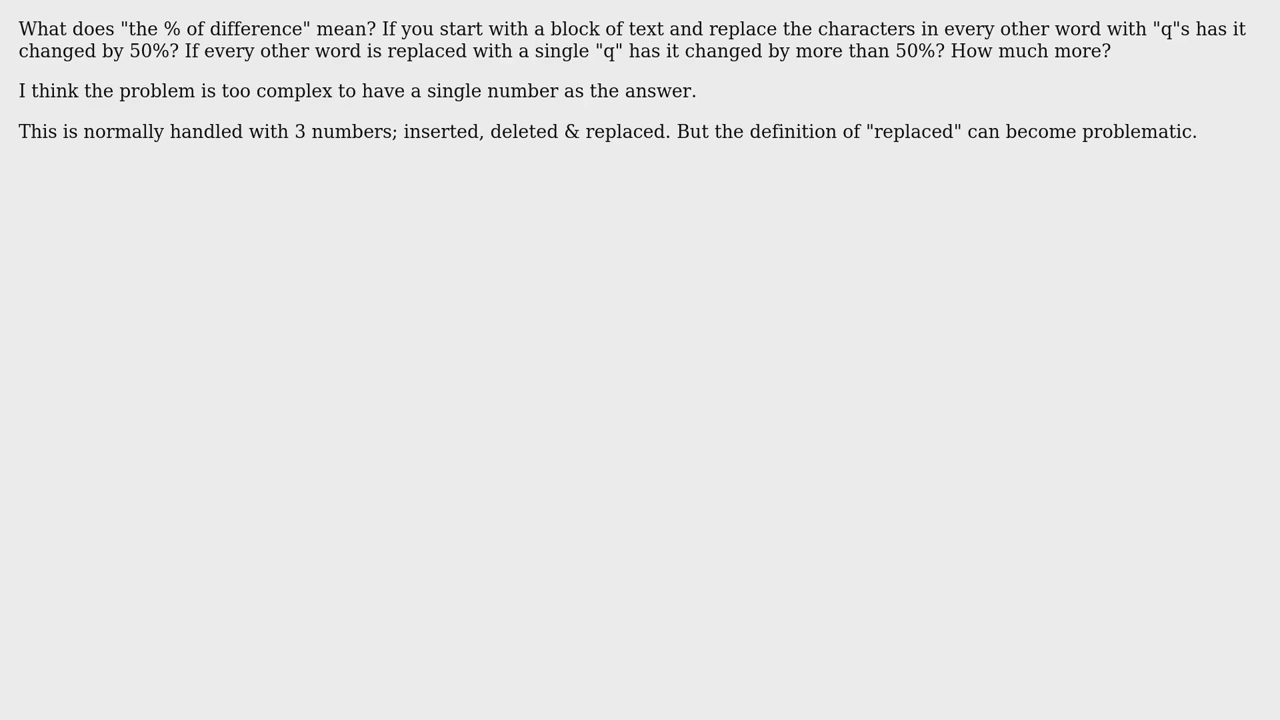 What does "the % of difference" mean? If you start with a block of text and replace the characters in every other word with "q"s has it
changed by 50%? If every other word is replaced with a single "q" has it changed by more than 50%? How much more?
I think the problem is too complex to have a single number as the answer.
This is normally handled with 3 numbers; inserted, deleted & replaced. But the definition of "replaced" can become problematic.